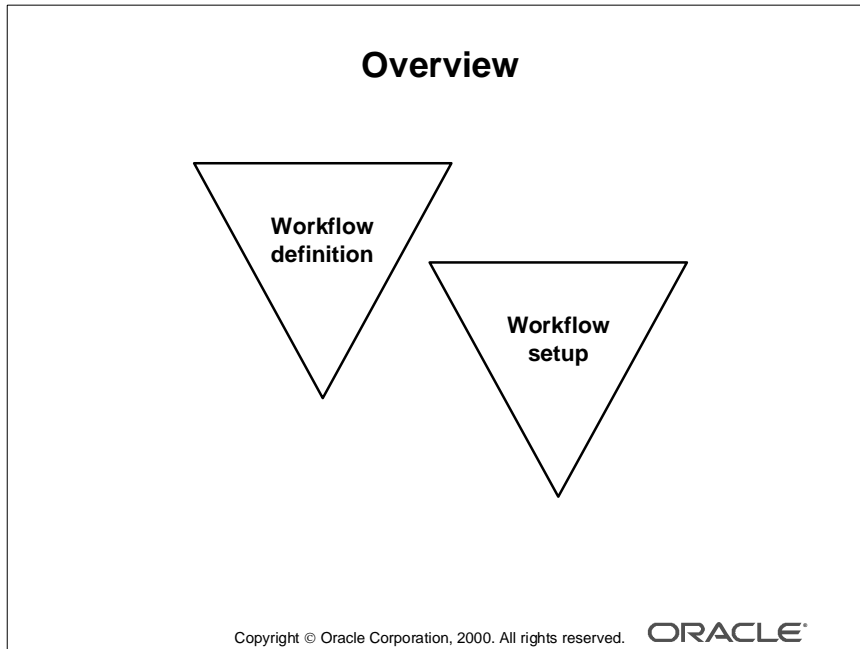 Overview
Workflow
definition
Workflow
setup
Copyright © Oracle Corporation, 2000. All rights reserved.
ORACLE®